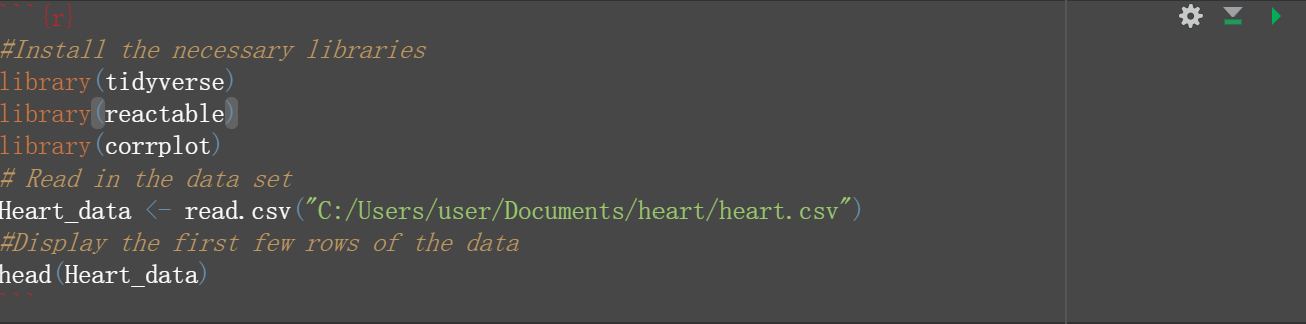 ```{r}
#Install the necessary libraries
library(tidyverse)
library(reactable)
library(corrplot)
# Read in the data set
Heart_data <- read.csv("C:/Users/user/Documents/heart/heart.csv")
#Display the first few rows of the data
head(Heart_data)
```